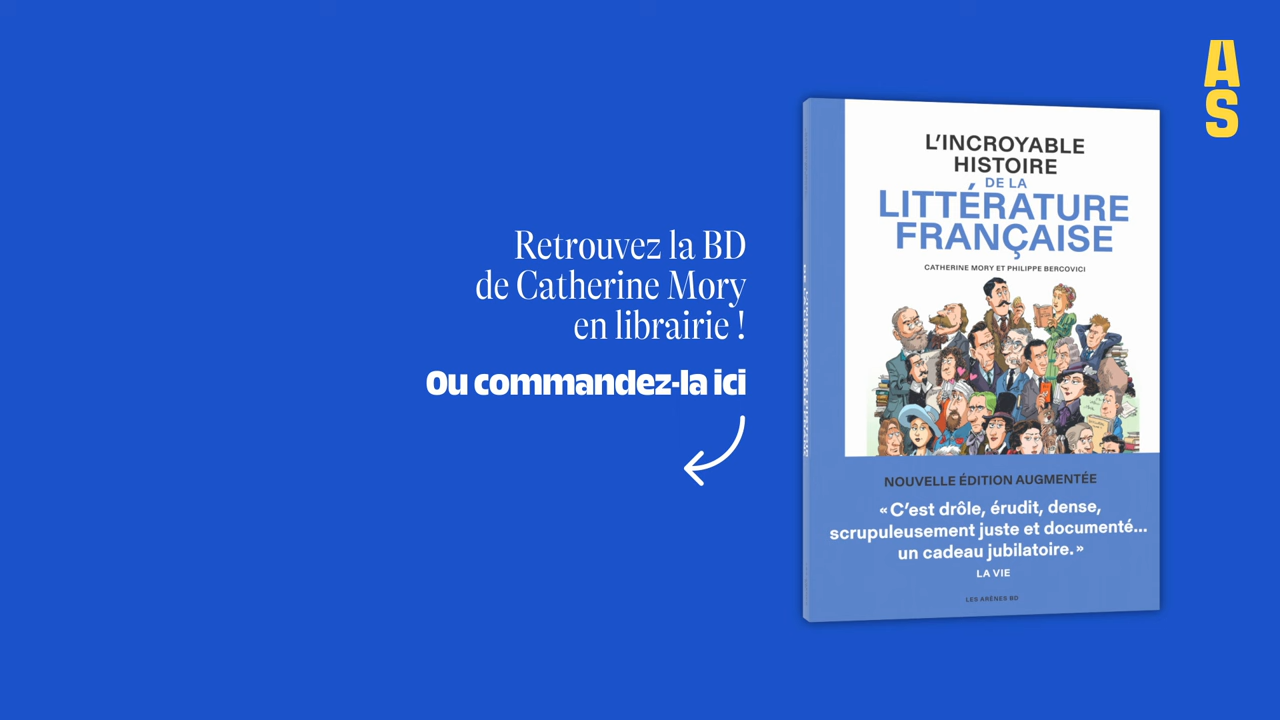 A
S
Retrouvez la BD
de Catherine Mory
en librairie !
Ou commandez-la ici
L'INCROYABLE
HISTOIRE
DE LA
LITTÉRATURE
FRANÇAISE
CATHERINE MORY ET PHILIPPE BERCOVICI
NOUVELLE ÉDITION AUGMENTÉE
« C'est drôle, érudit, dense,
scrupuleusement juste et documenté...
un cadeau jubilatoire. »
LA VIE
LES ARÈNES BD